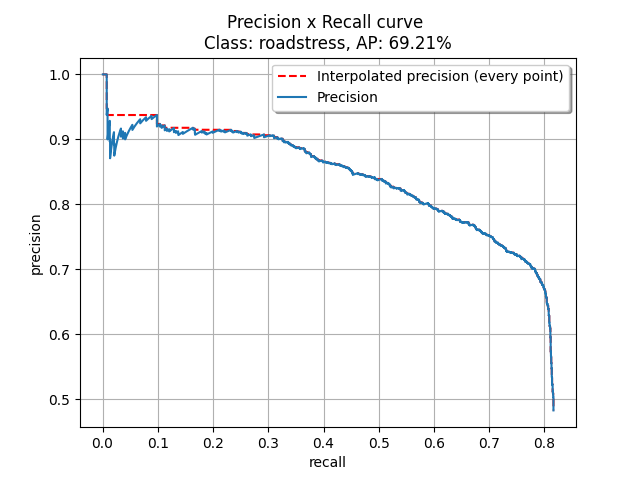 Precision x Recall curve
Class: roadstress, AP: 69.21%
Interpolated precision (every point)
Precision
1.0
0.9
0.8
0.7
0.6
0.5
precision
0.0 0.1 0.2 0.3 0.4 0.5 0.6 0.7 0.8
recall